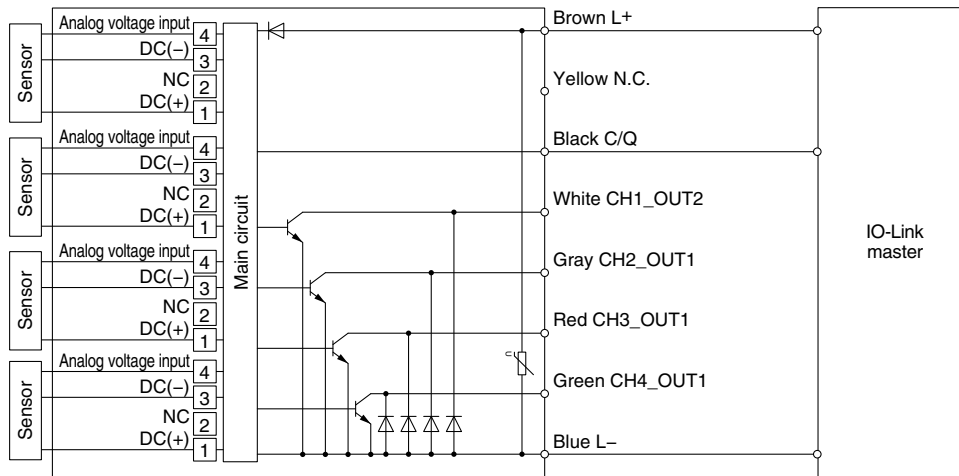 Sensor
Analog voltage input 4
DC(−) 3
NC 2
DC(+) 1
Sensor
Analog voltage input 4
DC(−) 3
NC 2
DC(+) 1
Sensor
Analog voltage input 4
DC(−) 3
NC 2
DC(+) 1
Sensor
Analog voltage input 4
DC(−) 3
NC 2
DC(+) 1
Main circuit
Brown L+
Yellow N.C.
Black C/Q
White CH1_OUT2
Gray CH2_OUT1
Red CH3_OUT1
U
Green CH4_OUT1
Blue L−
IO-Link
master